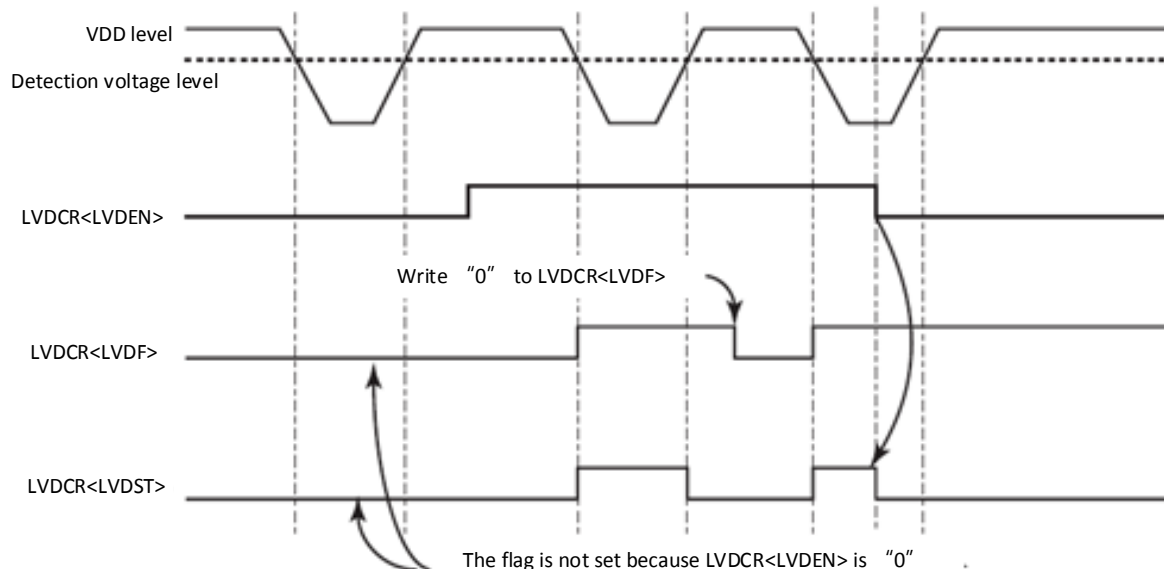 VDD level
Detection voltage level
LVDCR<LVDEN>
Write “0” to LVDCR<LVDF>
LVDCR<LVDF>
LVDCR<LVDST>
The flag is not set because LVDCR<LVDEN> is “0”